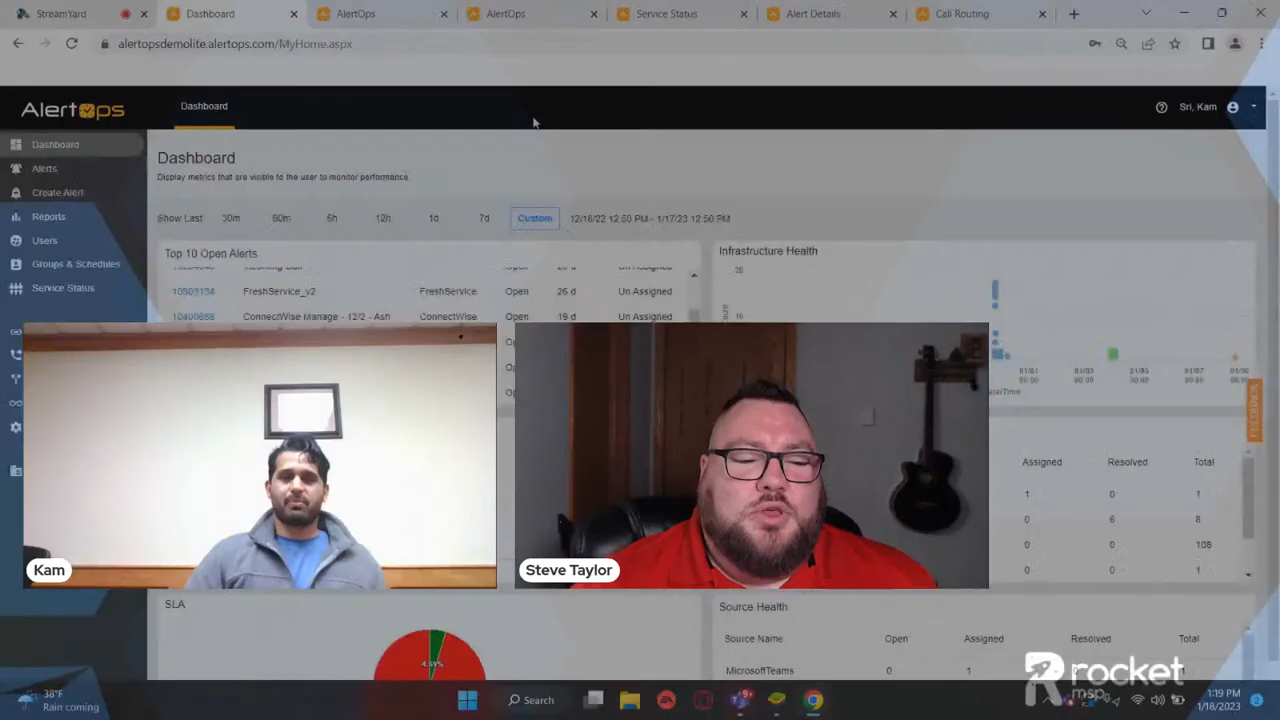 StreamYard
Dashboard
AlertOps
AlertOps
Service Status
Alert Details
Call Routing
alertopsdemolite.alertops.com/MyHome.aspx
AlertOps
Dashboard
Sri, Kam
Dashboard
Alerts
Create Alert
Reports
Users
Groups & Schedules
Service Status
Dashboard
Display metrics that are visible to the user to monitor performance.
Show Last 30m 60m 6h 12h 1d 7d Custom 12/18/22 12:50 PM - 1/17/23 12:50 PM
Top 10 Open Alerts
FreshService_v2 FreshService Open 26 d Un Assigned
ConnectWise Manage - 12/2 - Ash ConnectWise Open 19 d Un Assigned
Infrastructure Health
20
FEEDBACK
Assigned Resolved Total
1 0 1
0 6 8
0 0 108
0 0 1
Kam
Steve Taylor
SLA
Source Health
Source Name Open Assigned Resolved Total
MicrosoftTeams 0 1
rocket
msp
38°F
Rain coming
Search
1:19 PM
1/18/2023